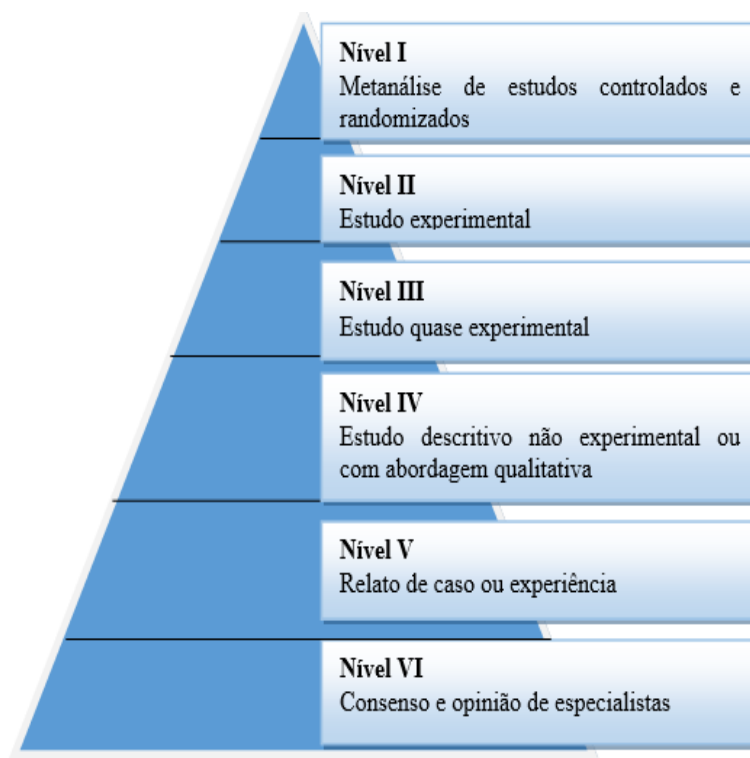 Nível I
Metanálise de estudos controlados e
randomizados
Nível II
Estudo experimental
Nível III
Estudo quase experimental
Nível IV
Estudo descritivo não experimental ou
com abordagem qualitativa
Nível V
Relato de caso ou experiência
Nível VI
Consenso e opinião de especialistas